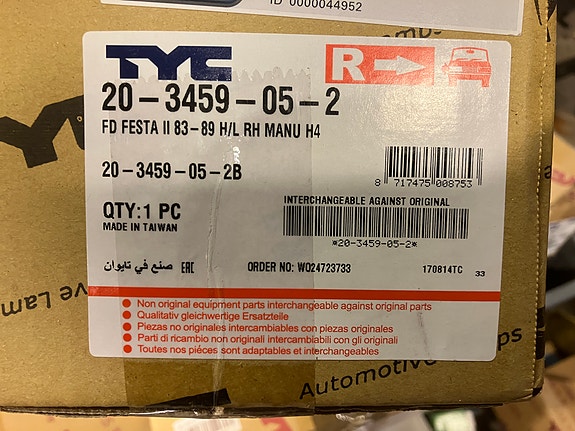 ID 0000044952
TYC
R
20-3459-05-2
FD FESTA II 83-89 H/L RH MANU H4
20-3459-05-2B
8 717475 008753
QTY:1 PC
MADE IN TAIWAN
INTERCHANGEABLE AGAINST ORIGINAL
*20-3459-05-2*
صنع في تايوان EAC ORDER NO: WO24723733 170814TC 33
Non original equipment parts interchangeable against original parts
Qualitativ gleichwertige Ersatzteile
Piezas no originales intercambiables con piezas originales
Parti di ricambio non originali intercambiabili con gli originali
Toutes nos piéces sont adaptables et interchangeables